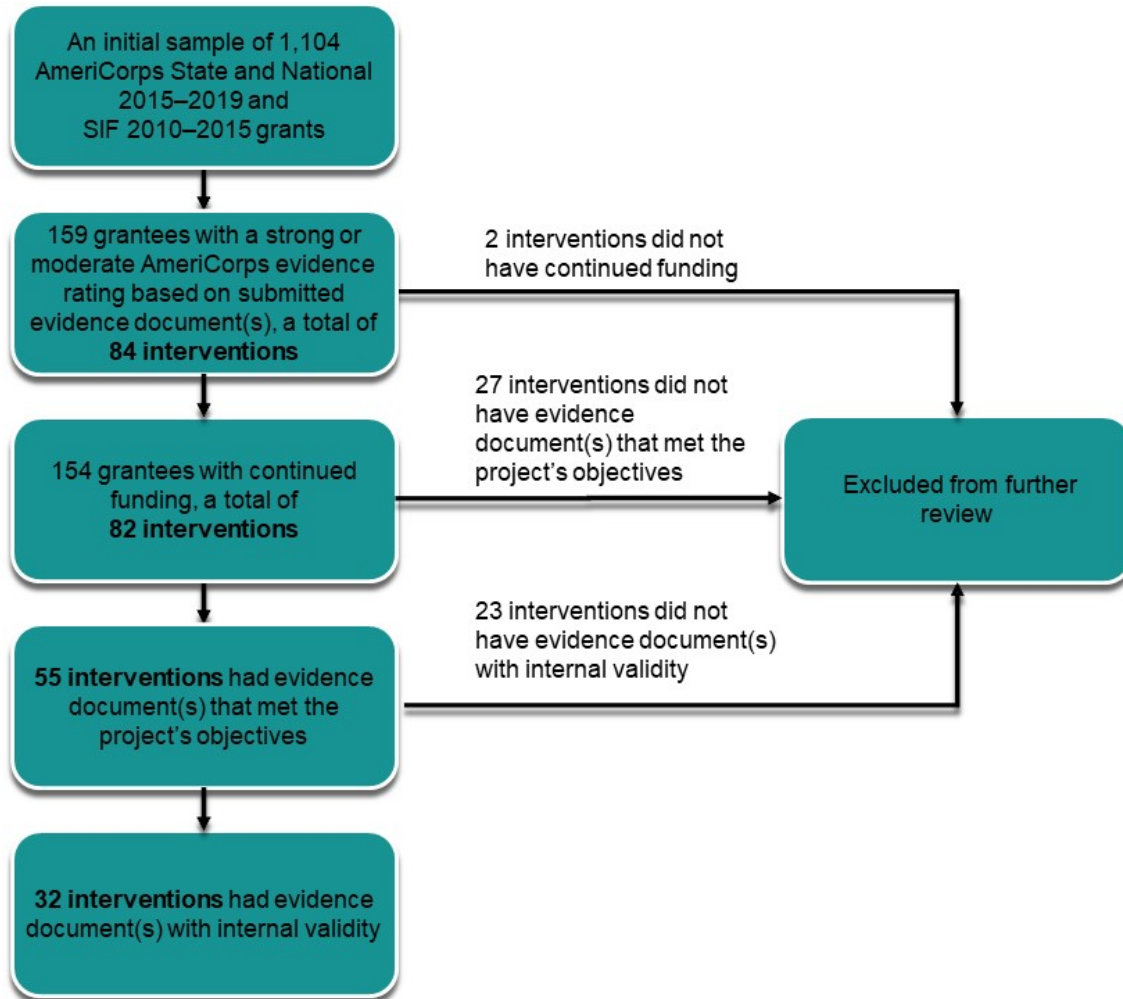 An initial sample of 1,104
AmeriCorps State and National
2015–2019 and
SIF 2010–2015 grants
159 grantees with a strong or
moderate AmeriCorps evidence
rating based on submitted
evidence document(s), a total of
84 interventions
2 interventions did not
have continued funding
27 interventions did not
have evidence
document(s) that met the
project’s objectives
154 grantees with continued
funding, a total of
82 interventions
Excluded from further
review
23 interventions did not
have evidence document(s)
with internal validity
55 interventions had evidence
document(s) that met the
project’s objectives
32 interventions had evidence
document(s) with internal validity